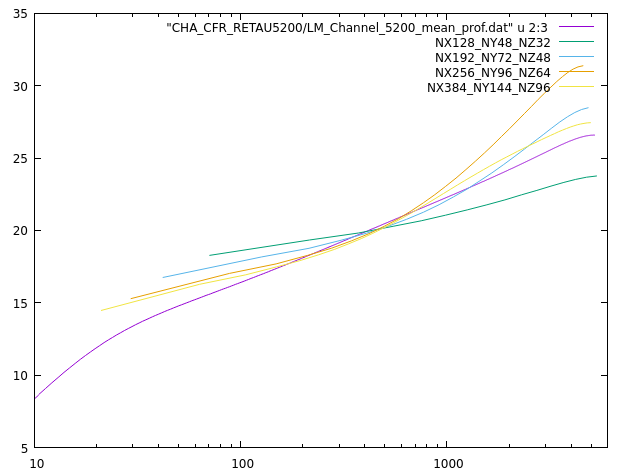 35
"CHA_CFR_RETAU5200/LM_Channel_5200_mean_prof.dat" u 2:3
NX128_NY48_NZ32
NX192_NY72_NZ48
NX256_NY96_NZ64
NX384_NY144_NZ96
30
25
20
15
10
5
10 100 1000